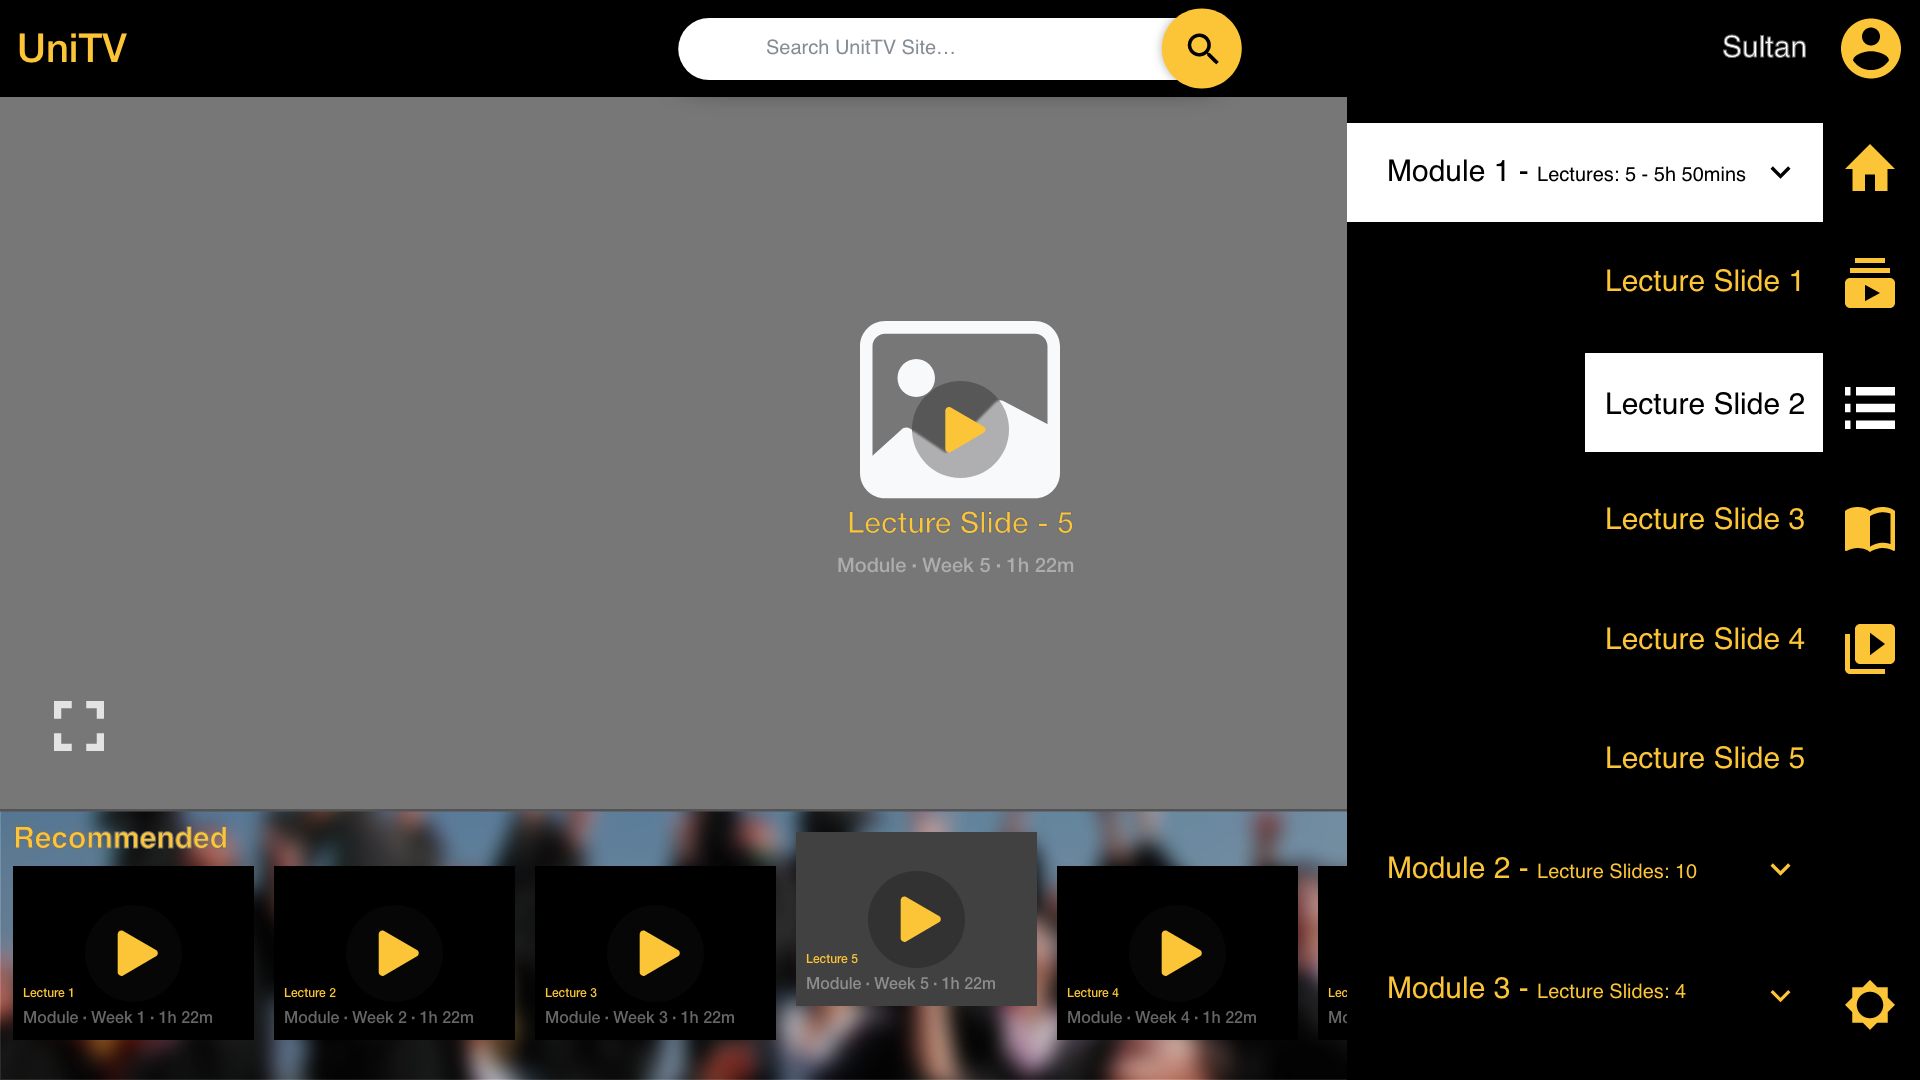 UniTV
Search UnitTV Site...
Sultan
Module 1 - Lectures: 5 - 5h 50mins
Lecture Slide 1
Lecture Slide 2
Lecture Slide 3
Lecture Slide 4
Lecture Slide 5
Module 2 - Lecture Slides: 10
Module 3 - Lecture Slides: 4
Lecture Slide - 5
Module · Week 5 · 1h 22m
Recommended
Lecture 1
Module · Week 1 · 1h 22m
Lecture 2
Module · Week 2 · 1h 22m
Lecture 3
Module · Week 3 · 1h 22m
Lecture 5
Module · Week 5 · 1h 22m
Lecture 4
Module · Week 4 · 1h 22m